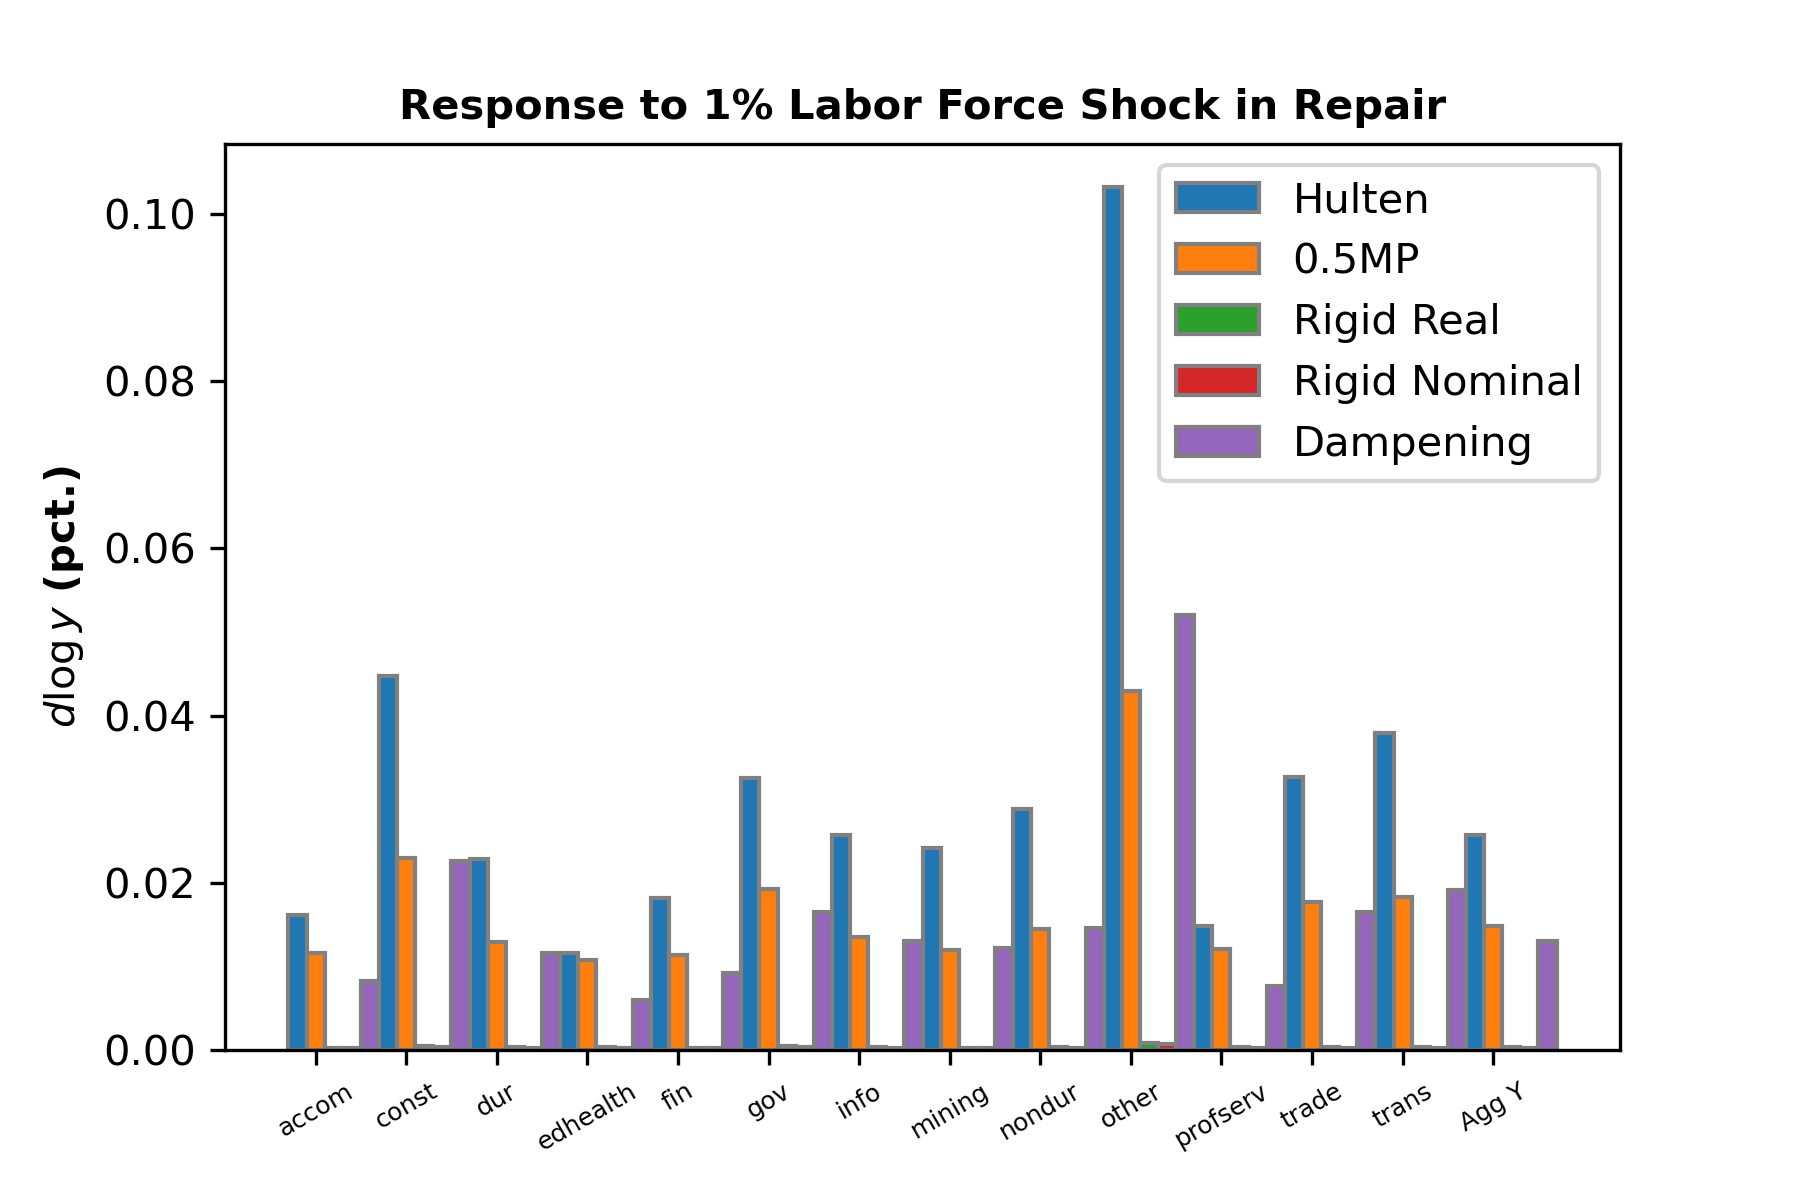 Response to 1% Labor Force Shock in Repair
Hulten
0.5MP
Rigid Real
Rigid Nominal
Dampening
dlog y (pct.)
0.10
0.08
0.06
0.04
0.02
0.00
accom const dur edhealth fin gov info mining nondur other profserv trade trans Agg Y